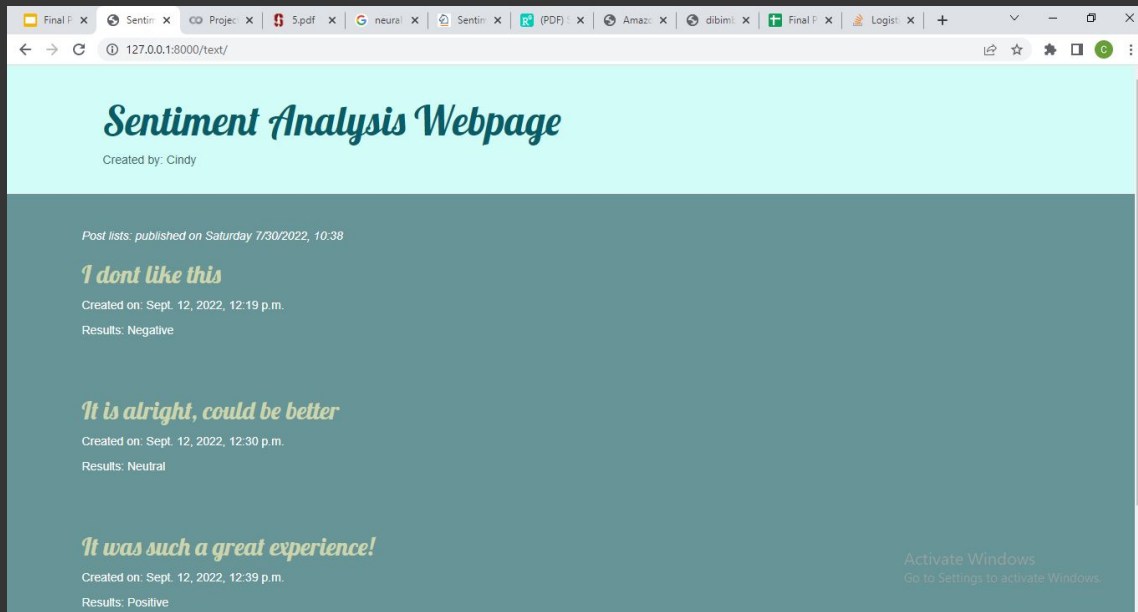 Final P
Sentim
Projec
5.pdf
neural
Sentim
(PDF)
Amazo
dibimb
Final P
Logist
127.0.0.1:8000/text/
C
Sentiment Analysis Webpage
Created by: Cindy
Post lists: published on Saturday 7/30/2022, 10:38
I dont like this
Created on: Sept. 12, 2022, 12:19 p.m.
Results: Negative
It is alright, could be better
Created on: Sept. 12, 2022, 12:30 p.m.
Results: Neutral
It was such a great experience!
Created on: Sept. 12, 2022, 12:39 p.m.
Results: Positive
Activate Windows
Go to Settings to activate Windows.